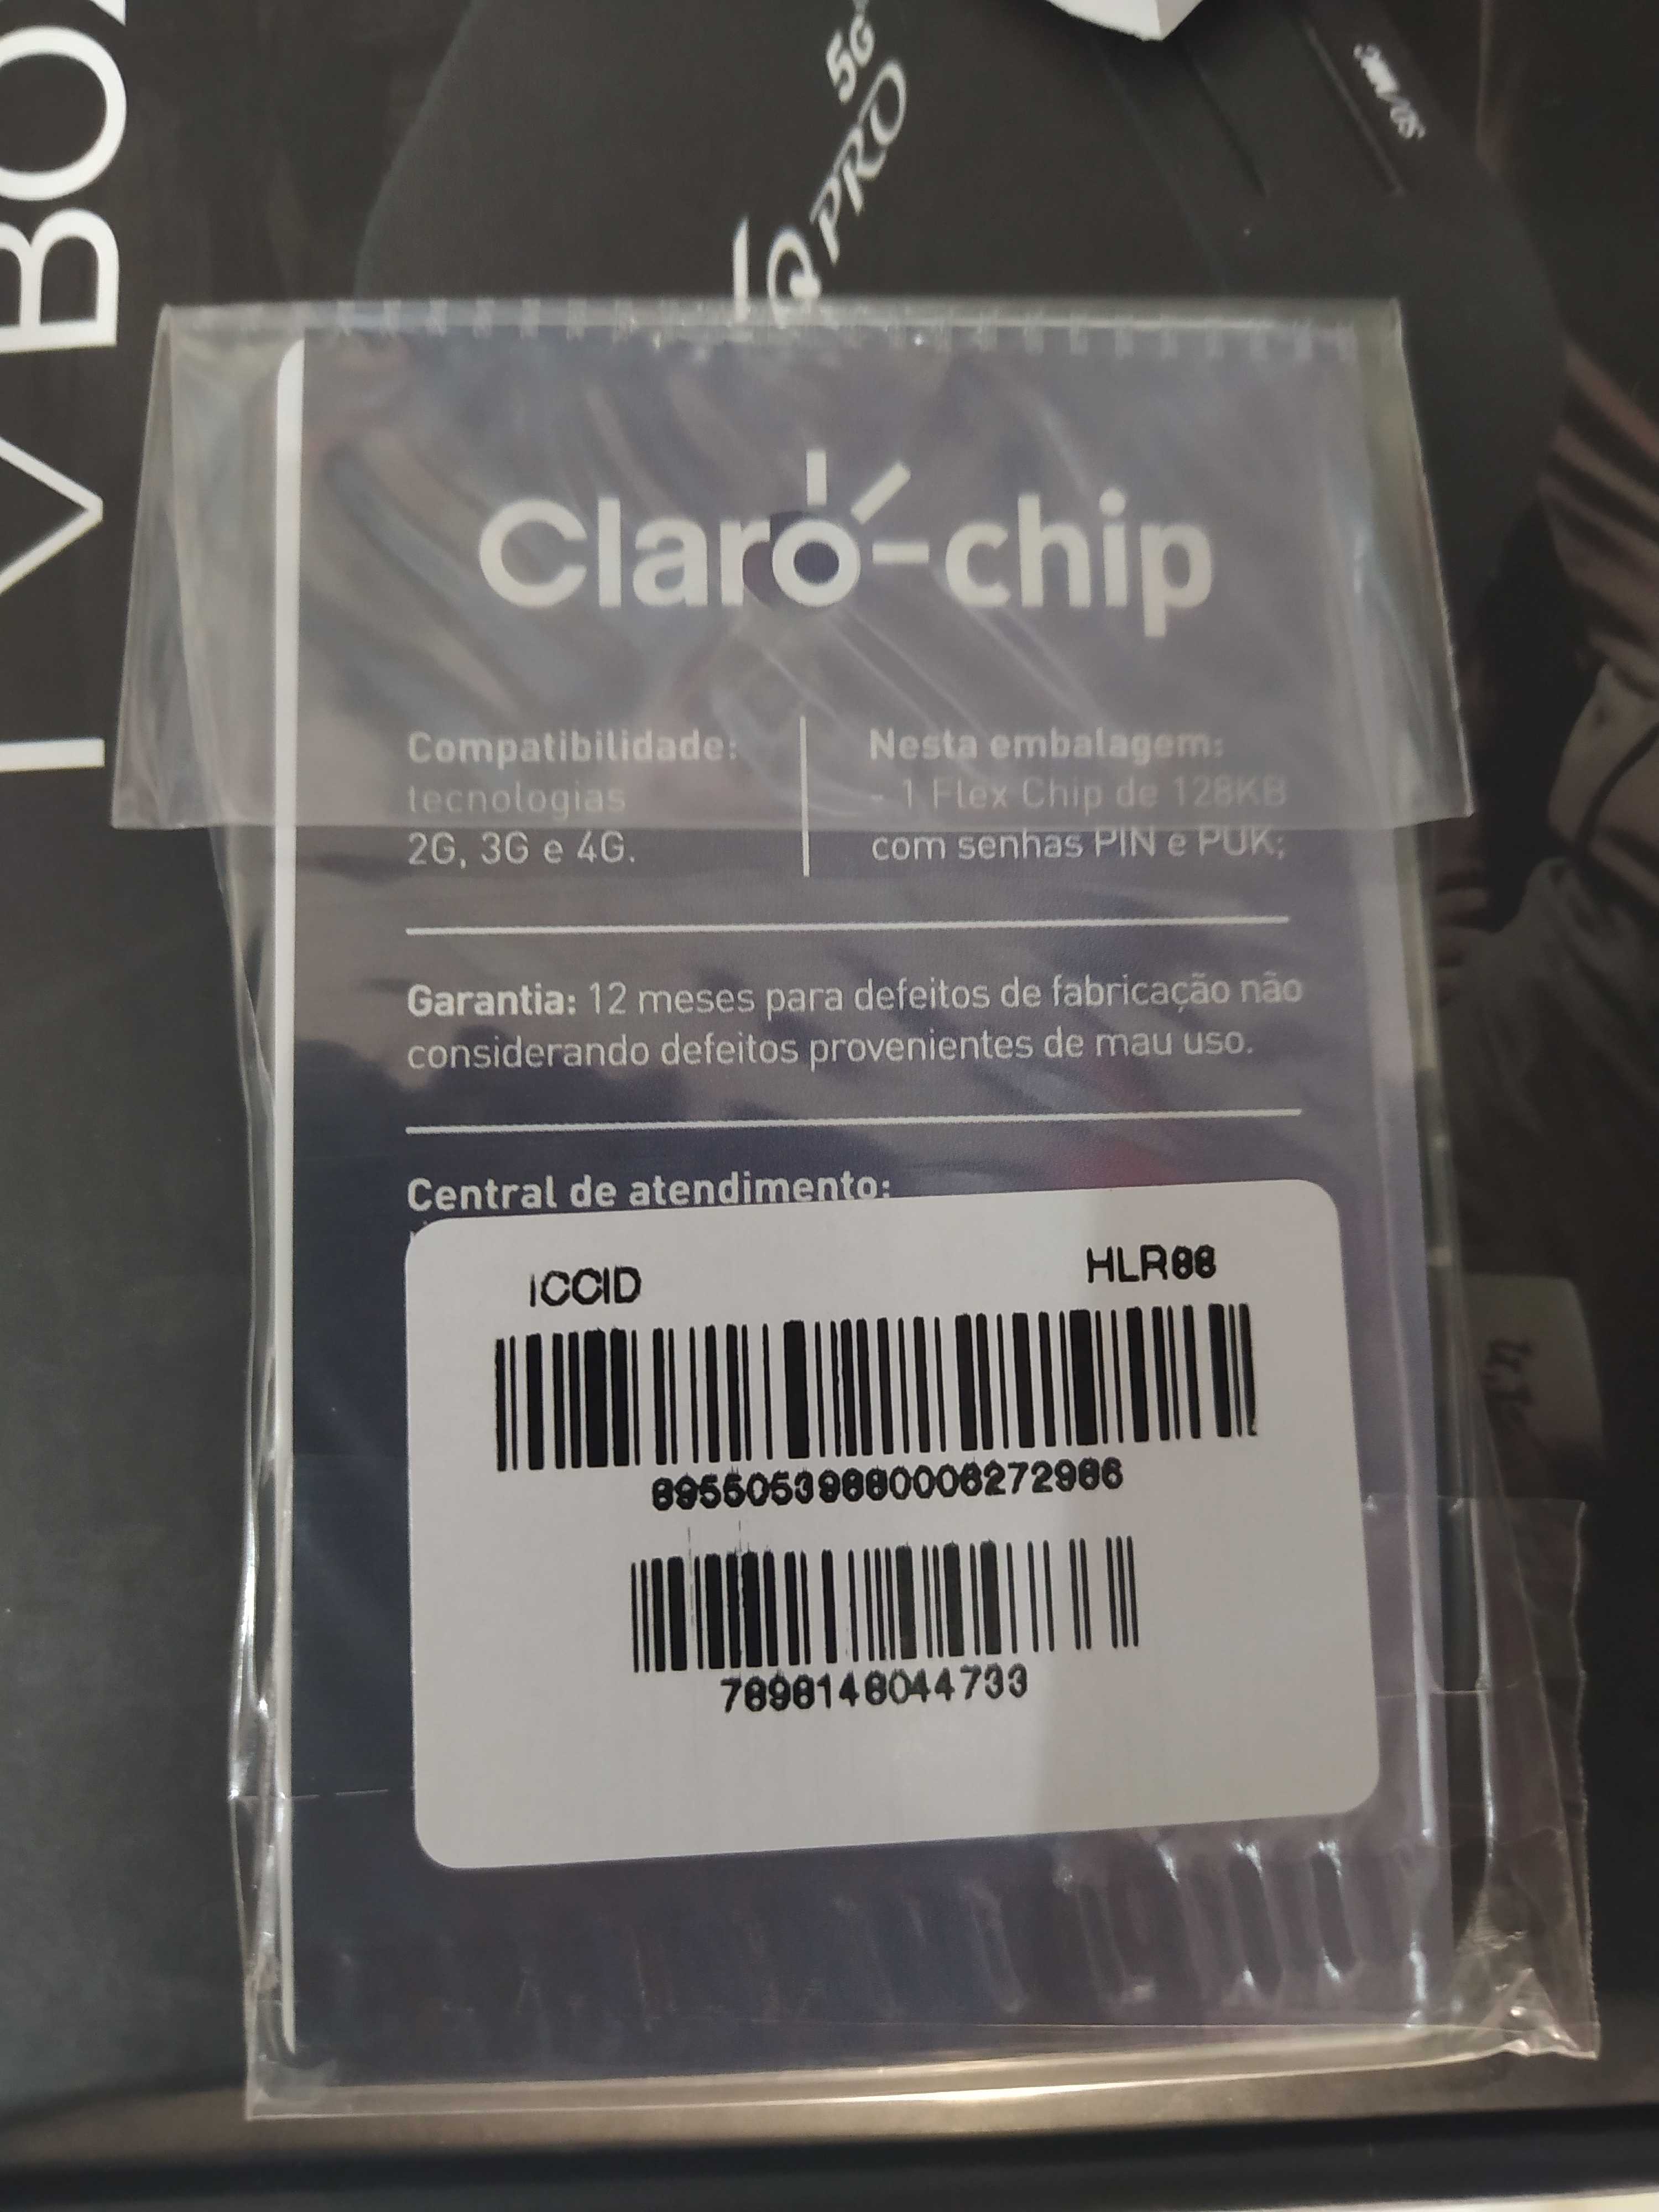 5G
PRO
Claro-chip
Compatibilidade:
tecnologias
2G, 3G e 4G.
Nesta embalagem:
- 1 Flex Chip de 128KB
com senhas PIN e PUK;
Garantia: 12 meses para defeitos de fabricação não
considerando defeitos provenientes de mau uso.
Central de atendimento:
ICCID
HLR88
89550539880006272986
7898148044733